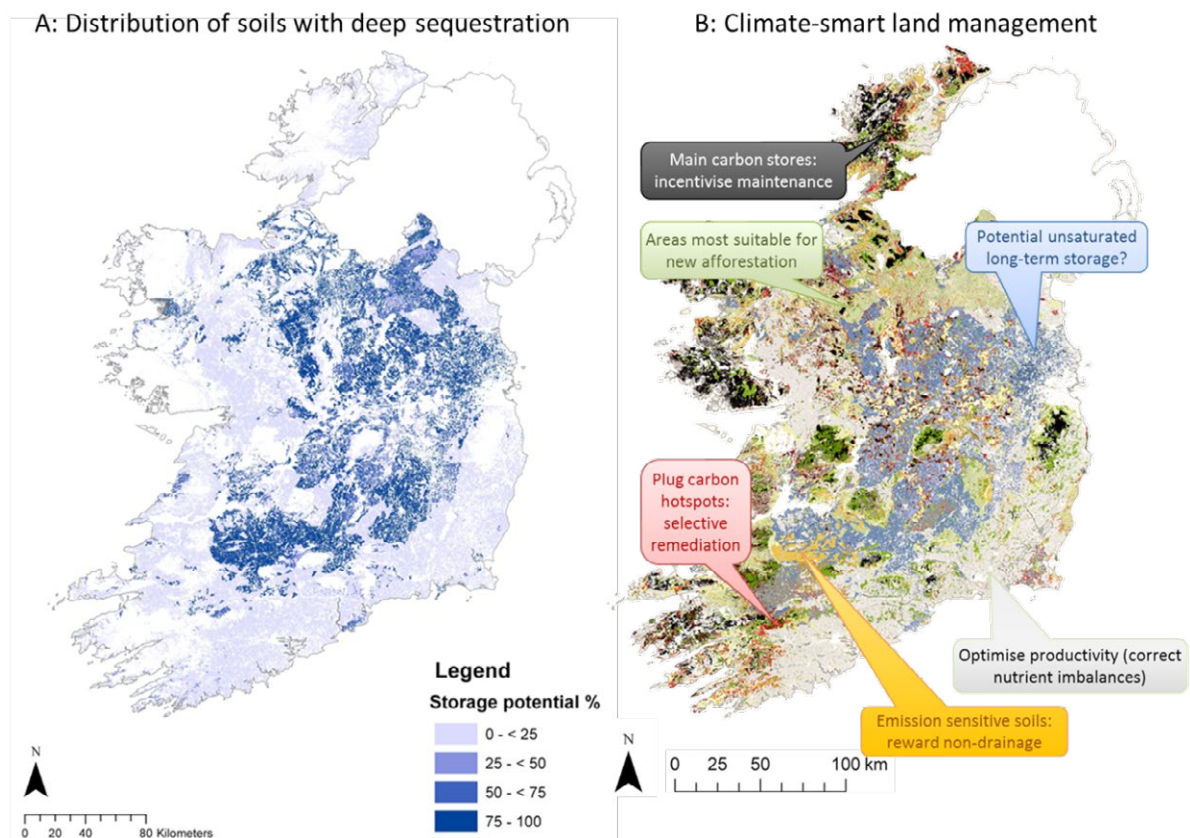 A: Distribution of soils with deep sequestration
Legend
Storage potential %
0 - < 25
25 - < 50
50 - < 75
75 - 100
N
0 10 20 40 80 Kilometers
B: Climate-smart land management
Main carbon stores:
incentivise maintenance
Areas most suitable for
new afforestation
Potential unsaturated
long-term storage?
Plug carbon
hotspots:
selective
remediation
Optimise productivity (correct
nutrient imbalances)
Emission sensitive soils:
reward non-drainage
N
0 25 50 100 km